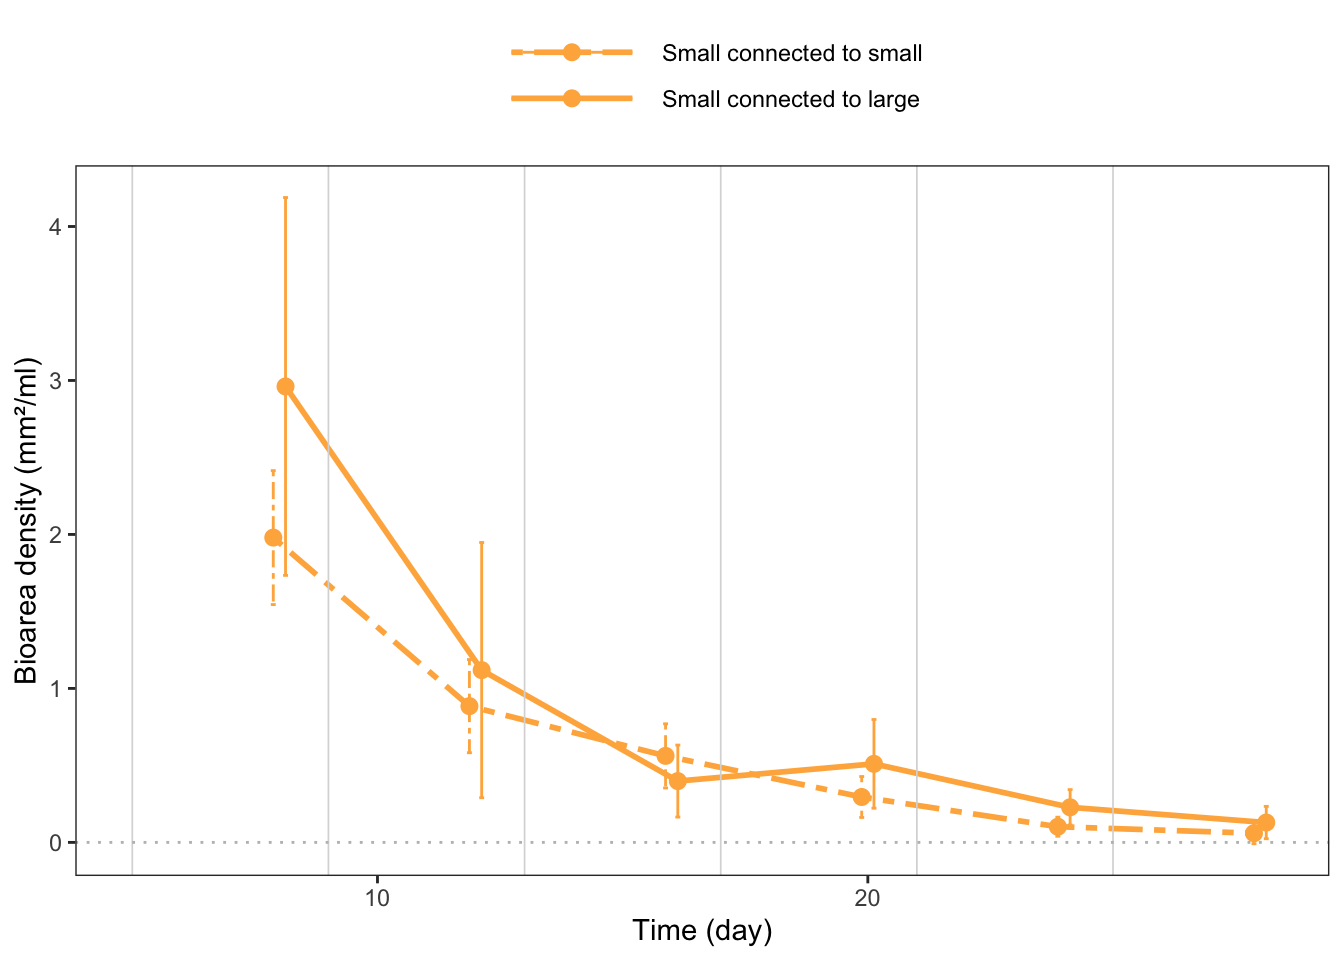 Small connected to small
Small connected to large
Bioarea density (mm²/ml)
4
3
2
1
0
10
20
Time (day)